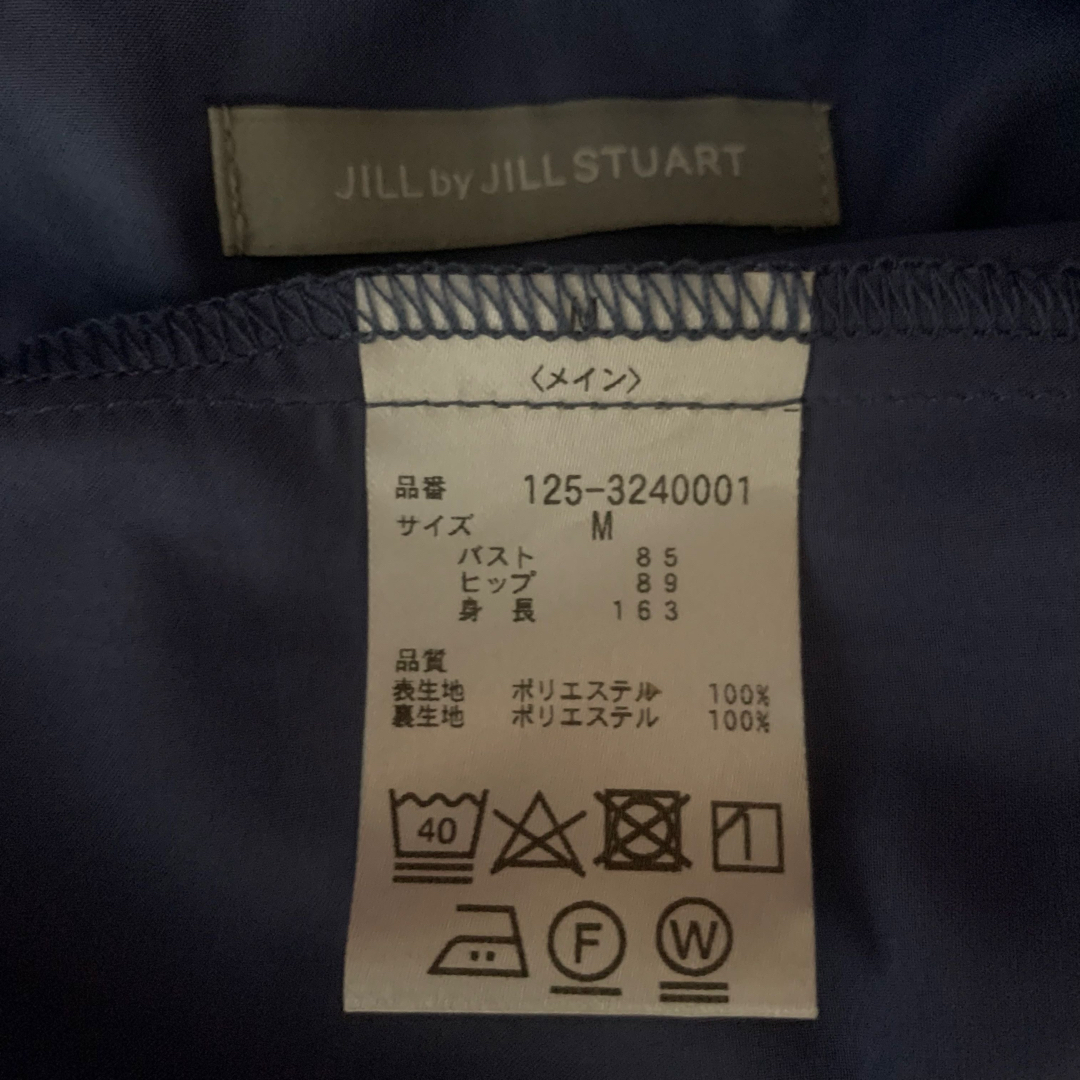 JILL by JILL STUART
M
〈メイン〉
品番 125-3240001
サイズ M
バスト 85
ヒップ 89
身長 163
品質
表生地 ポリエステル 100%
裏生地 ポリエステル 100%
40
F W